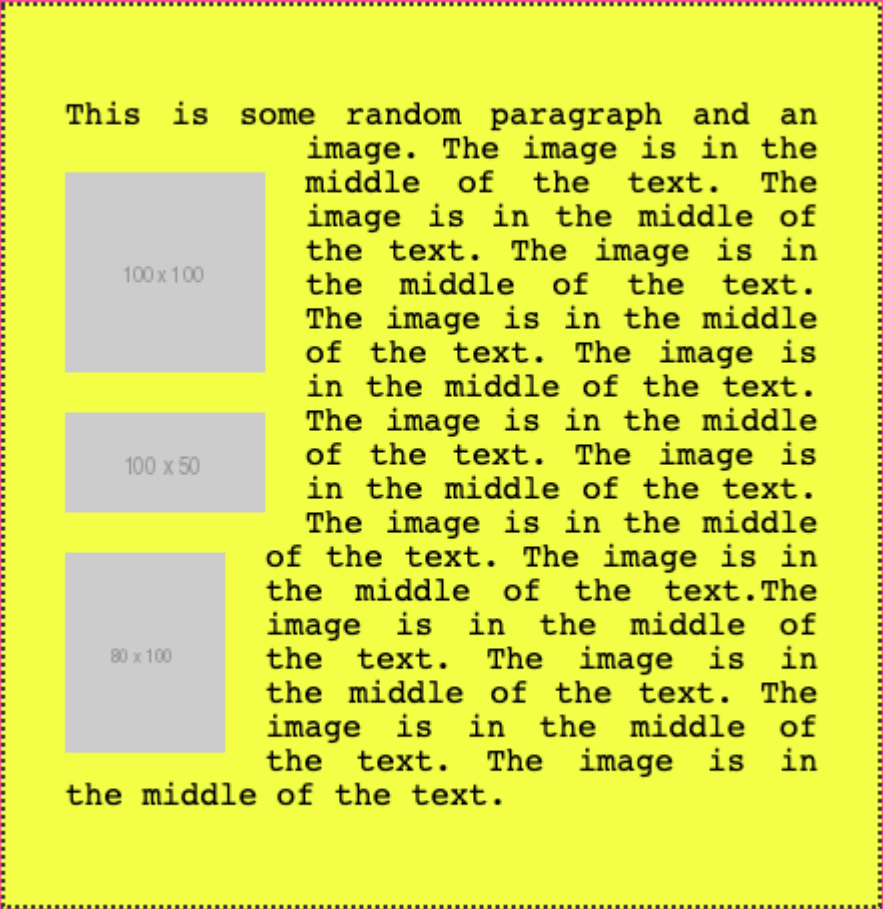 This is some random paragraph and an
image. The image is in the
middle of the text. The
image is in the middle of
the text. The image is in
the middle of the text.
The image is in the middle
of the text. The image is
in the middle of the text.
The image is in the middle
of the text. The image is
in the middle of the text.
The image is in the middle
of the text. The image is in
the middle of the text.The
image is in the middle of
the text. The image is in
the middle of the text. The
image is in the middle of
the text. The image is in
the middle of the text.
100 x 100
100 x 50
80 x 100